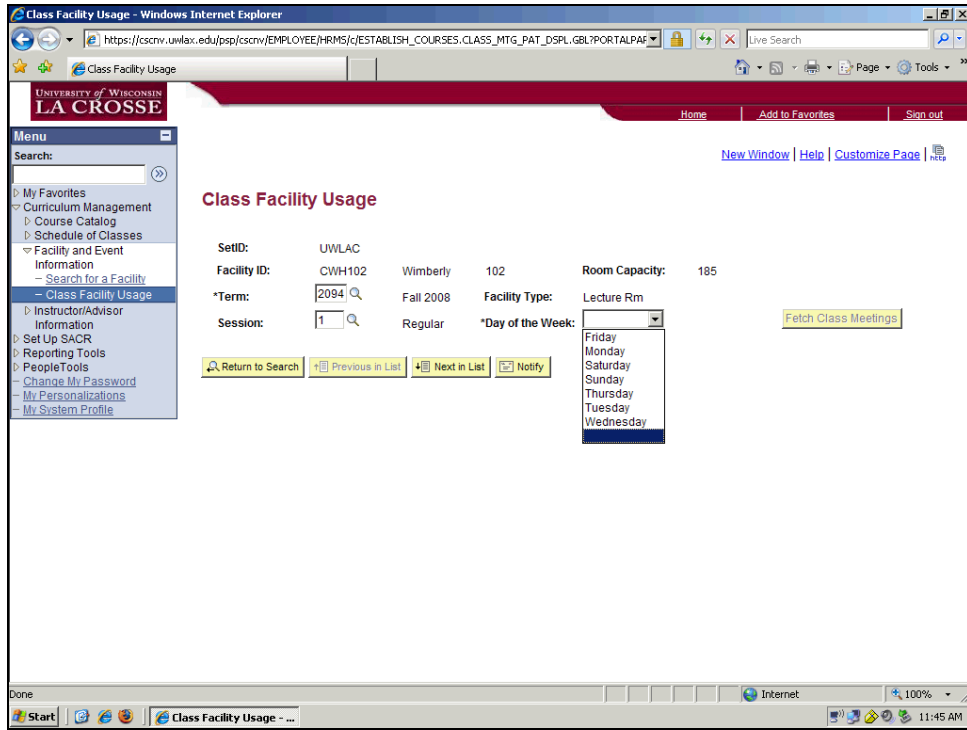 Class Facility Usage - Windows Internet Explorer
https://cscnv.uwlax.edu/psp/cscnv/EMPLOYEE/HRMS/c/ESTABLISH_COURSES.CLASS_MTG_PAT_DSPL.GBL?PORTALPAF
Live Search
Class Facility Usage
Page
Tools
»
UNIVERSITY of WISCONSIN
LA CROSSE
Home
Add to Favorites
Sign out
Menu
Search:
My Favorites
Curriculum Management
Course Catalog
Schedule of Classes
Facility and Event
Information
– Search for a Facility
– Class Facility Usage
Instructor/Advisor
Information
Set Up SACR
Reporting Tools
PeopleTools
– Change My Password
– My Personalizations
– My System Profile
New Window | Help | Customize Page |
http
Class Facility Usage
SetID: UWLAC
Facility ID: CWH102 Wimberly 102 Room Capacity: 185
*Term: 2094 Fall 2008 Facility Type: Lecture Rm
Session: 1 Regular *Day of the Week:
Fetch Class Meetings
Friday
Monday
Saturday
Sunday
Thursday
Tuesday
Wednesday
Return to Search
Previous in List
Next in List
Notify
Done
Internet
100%
Start
Class Facility Usage - ...
11:45 AM